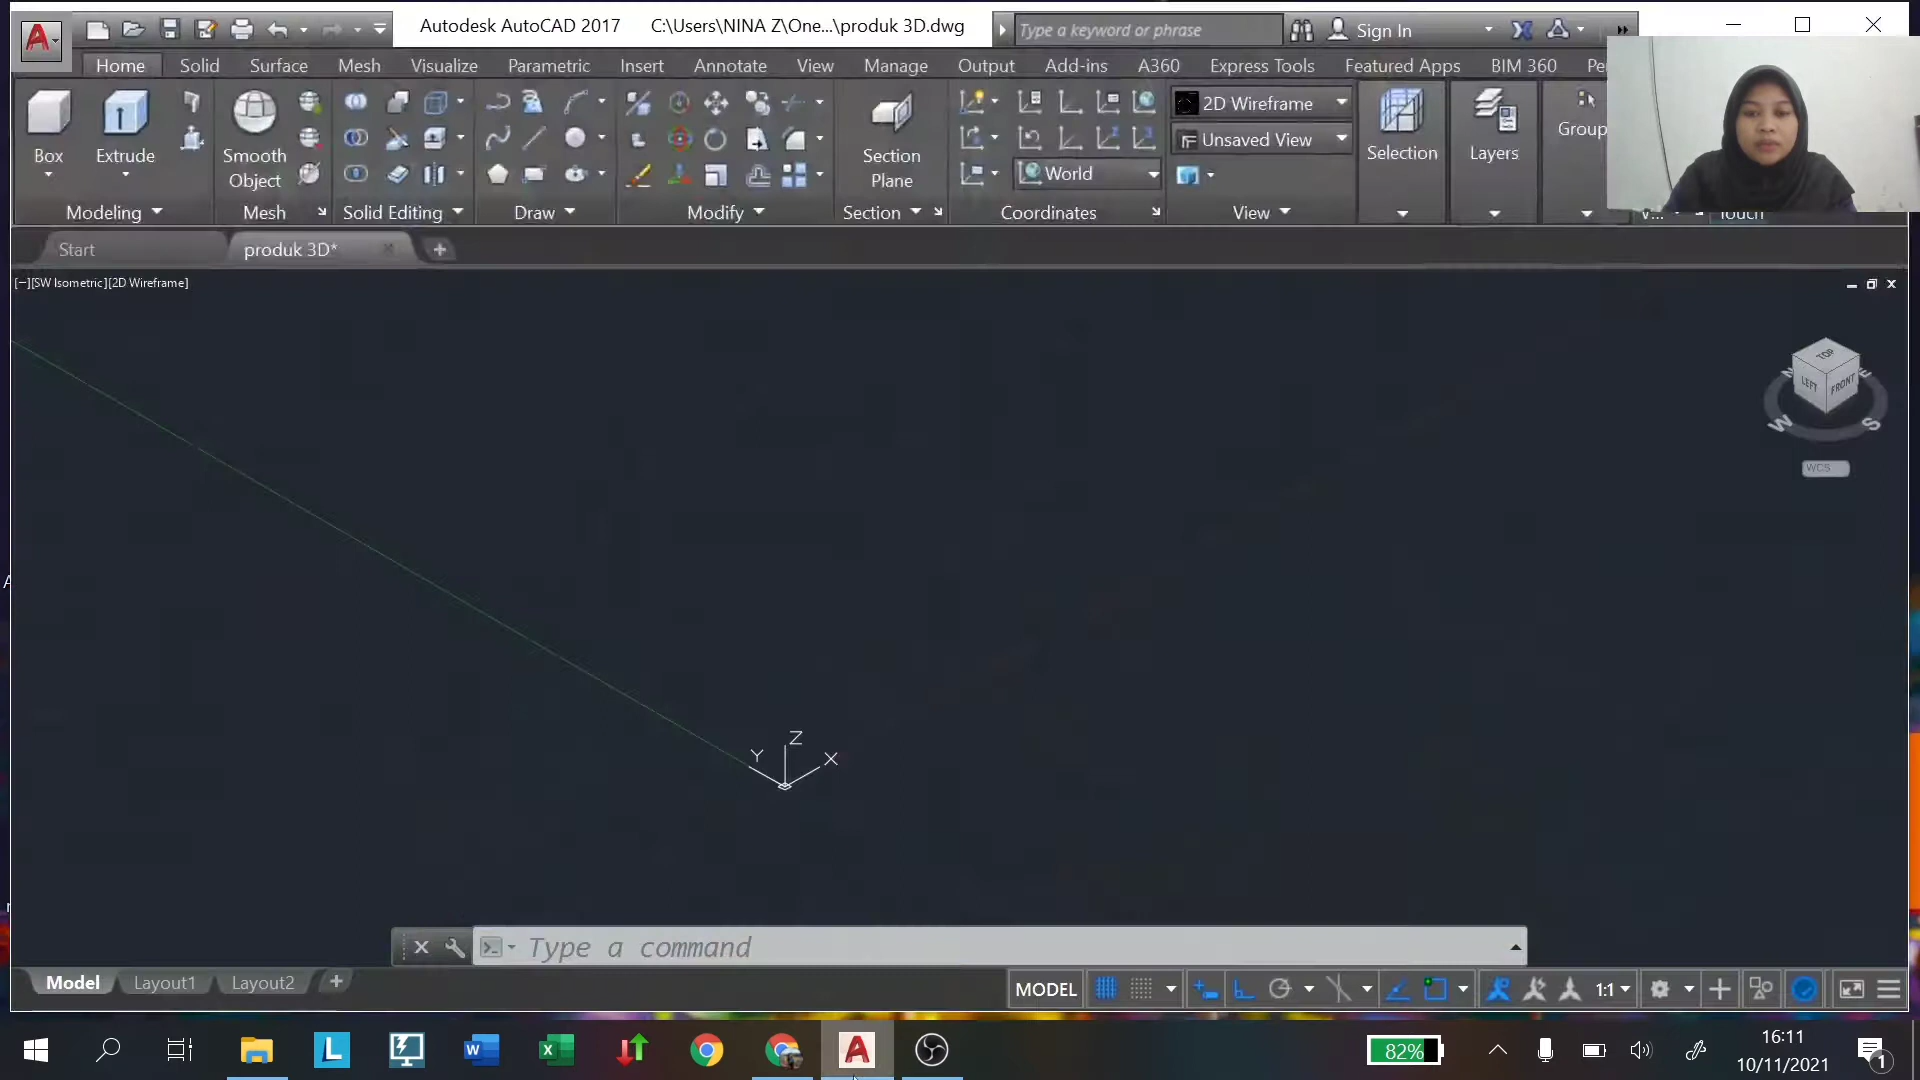 Autodesk AutoCAD 2017 C:\Users\NINA Z\One...\produk 3D.dwg
Type a keyword or phrase
Sign In
Home Solid Surface Mesh Visualize Parametric Insert Annotate View Manage Output Add-ins A360 Express Tools Featured Apps BIM 360
2D Wireframe
Unsaved View
World
Box Extrude Smooth Object Section Plane Selection Layers Group
Modeling Mesh Solid Editing Draw Modify Section Coordinates View V... Touch
Start produk 3D*
[−][SW Isometric][2D Wireframe]
TOP
LEFT FRONT
W S
WCS
Z
Y X
Type a command
Model Layout1 Layout2
MODEL 1:1
82%
16:11
10/11/2021
1